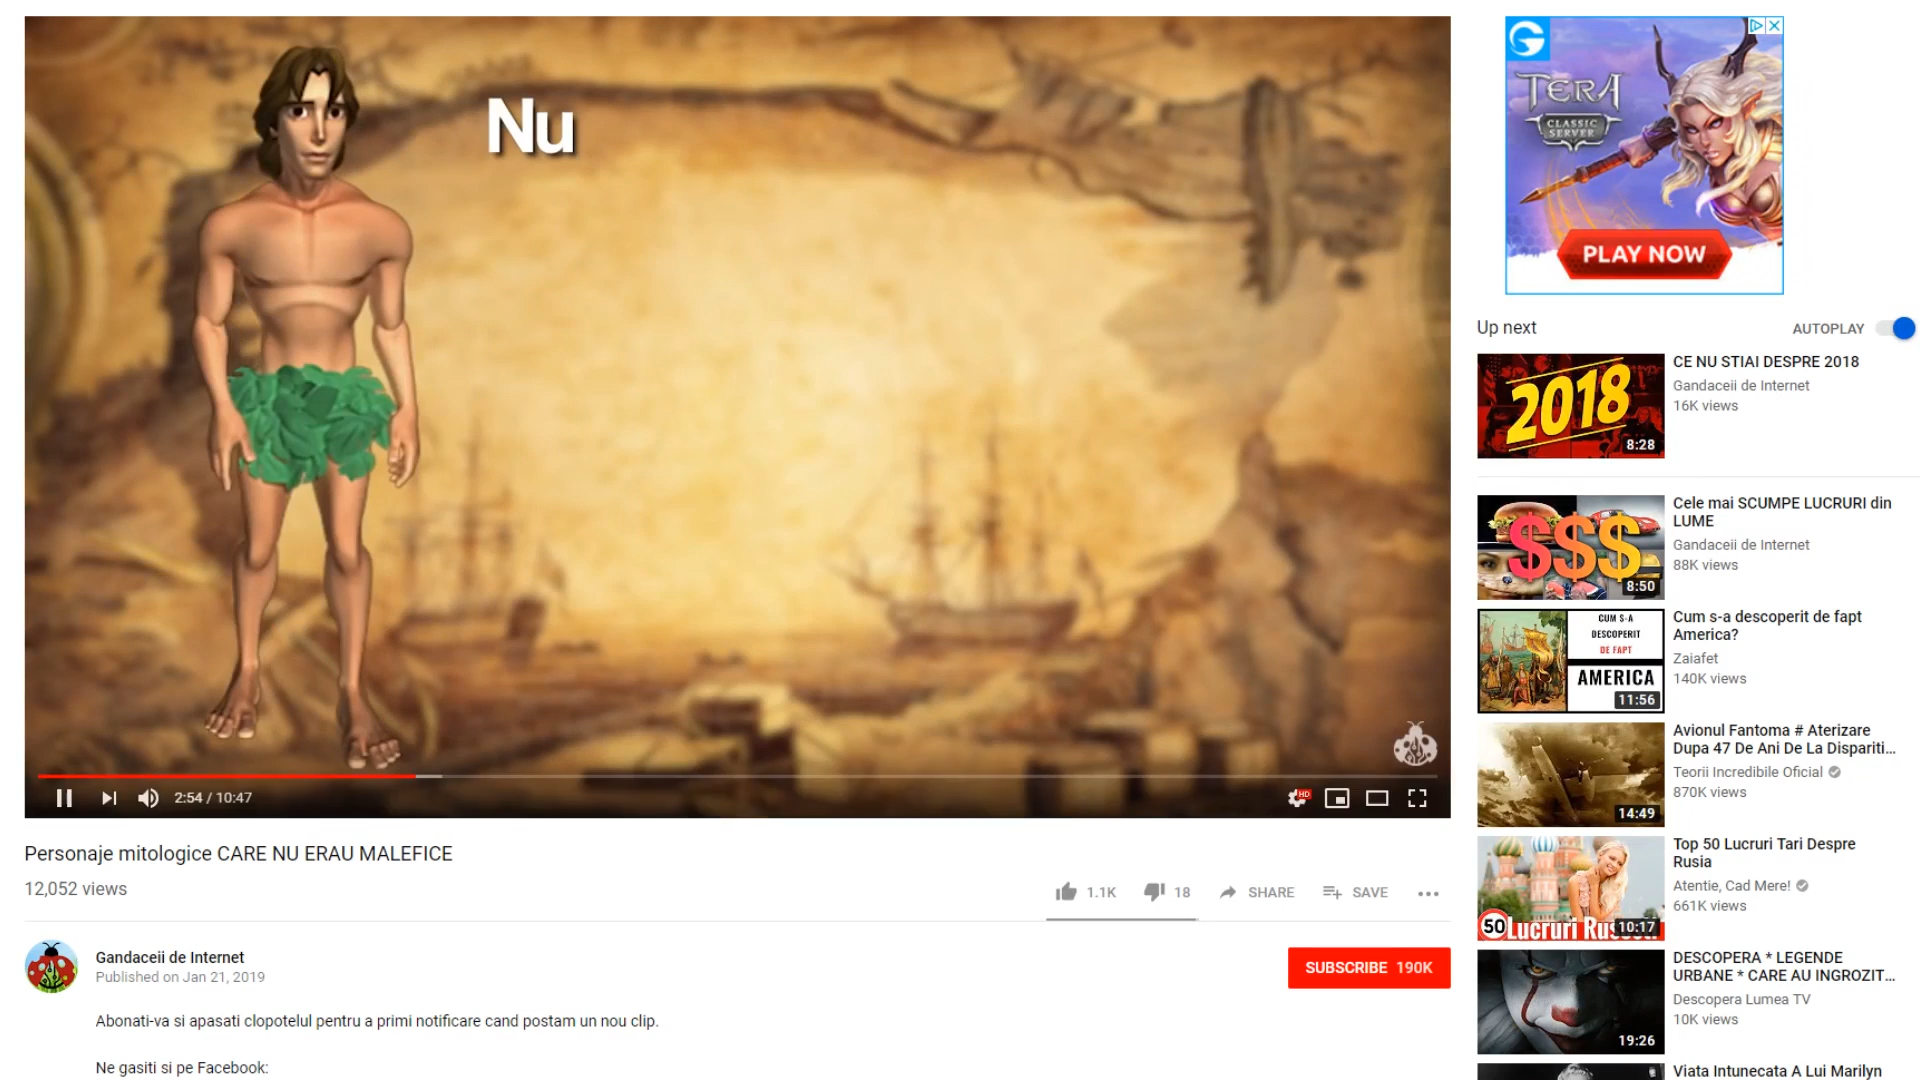 Nu
2:54 / 10:47
HD
Personaje mitologice CARE NU ERAU MALEFICE
12,052 views
1.1K
18
SHARE
SAVE
Gandaceii de Internet
Published on Jan 21, 2019
SUBSCRIBE 190K
Abonati-va si apasati clopotelul pentru a primi notificare cand postam un nou clip.
Ne gasiti si pe Facebook:
TERA
CLASSIC
SERVER
PLAY NOW
Up next
AUTOPLAY
2018
8:28
CE NU STIAI DESPRE 2018
Gandaceii de Internet
16K views
$$$
8:50
Cele mai SCUMPE LUCRURI din
LUME
Gandaceii de Internet
88K views
CUM S-A
DESCOPERIT
DE FAPT
AMERICA
11:56
Cum s-a descoperit de fapt
America?
Zaiafet
140K views
14:49
Avionul Fantoma # Aterizare
Dupa 47 De Ani De La Dispariti...
Teorii Incredibile Oficial
870K views
50 Lucruri
10:17
Top 50 Lucruri Tari Despre
Rusia
Atentie, Cad Mere!
661K views
19:26
DESCOPERA * LEGENDE
URBANE * CARE AU INGROZIT...
Descopera Lumea TV
10K views
Viata Intunecata A Lui Marilyn